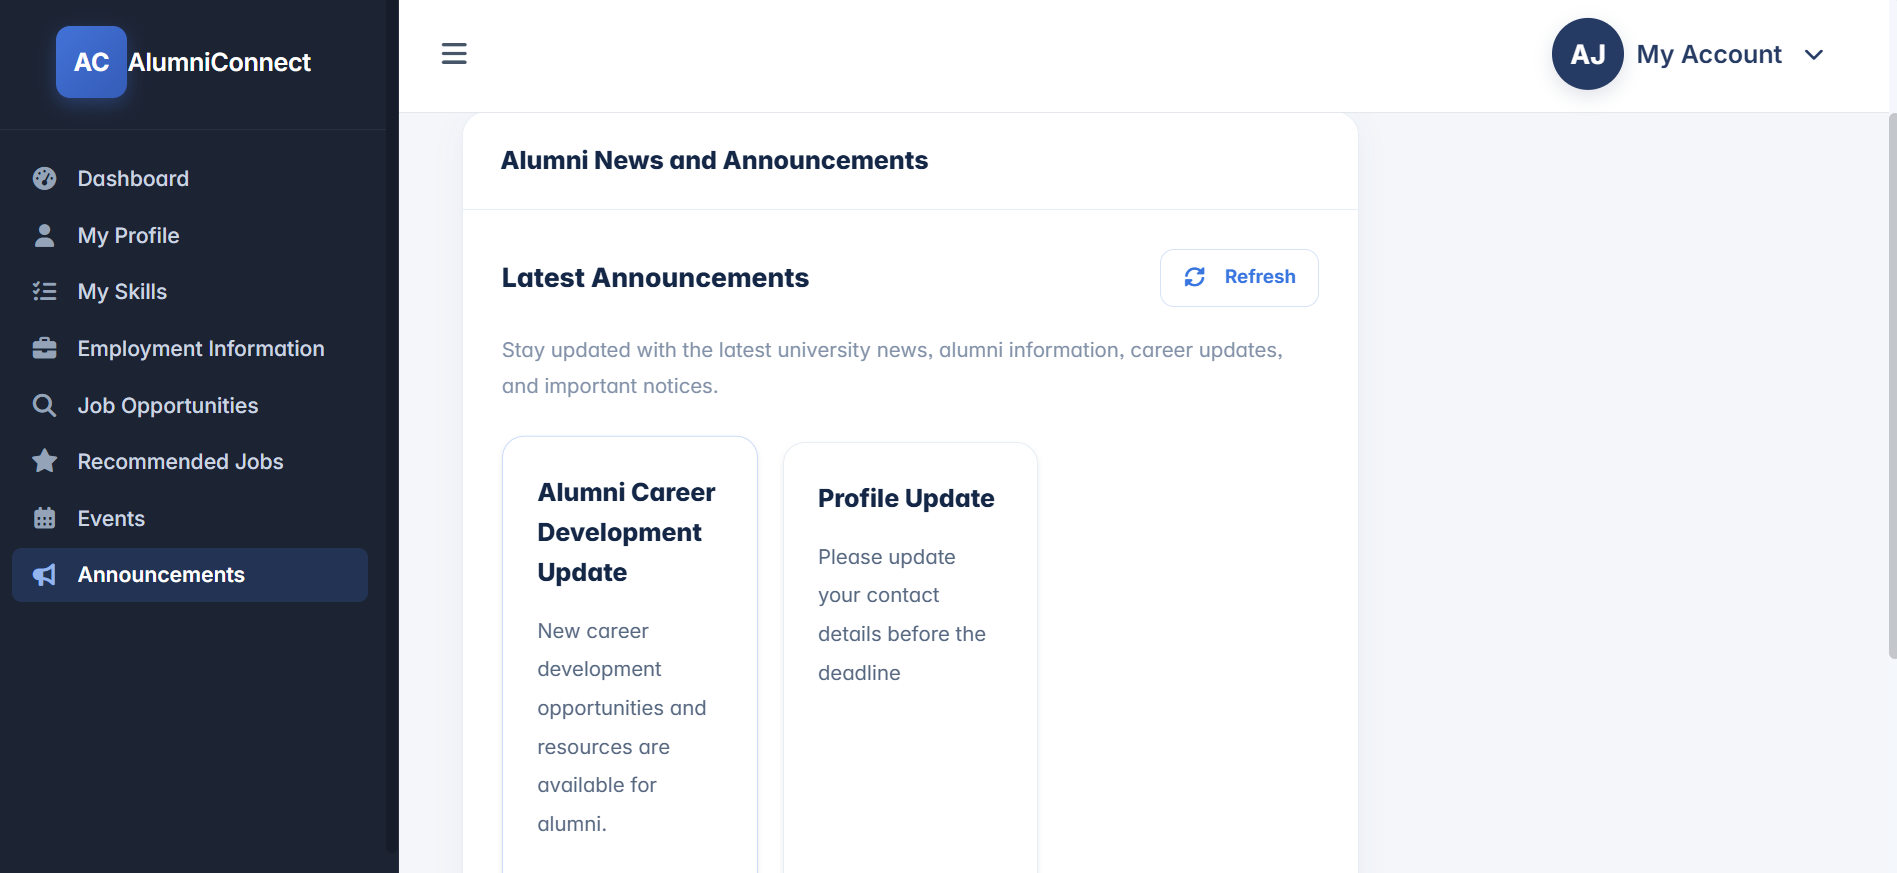 AC AlumniConnect
Dashboard
My Profile
My Skills
Employment Information
Job Opportunities
Recommended Jobs
Events
Announcements
AJ My Account
Alumni News and Announcements
Latest Announcements
Refresh
Stay updated with the latest university news, alumni information, career updates,
and important notices.
Alumni Career
Development
Update
New career
development
opportunities and
resources are
available for
alumni.
Profile Update
Please update
your contact
details before the
deadline